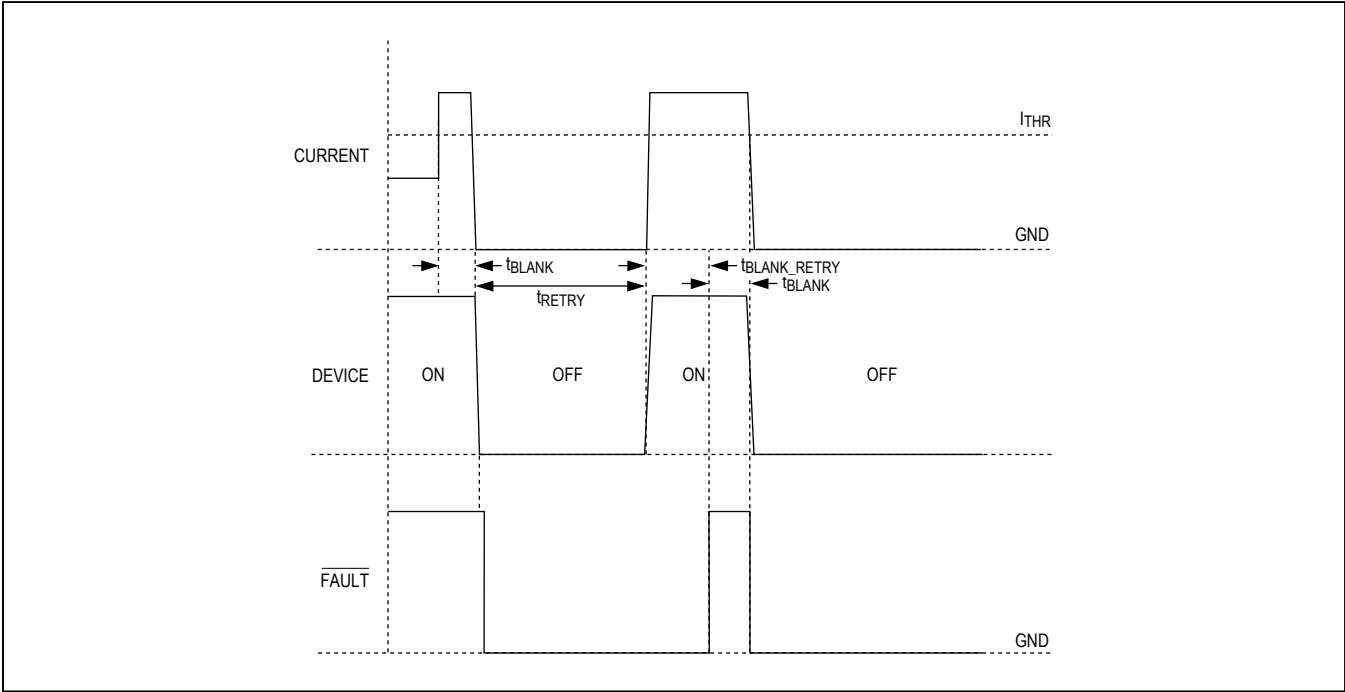 ITHR
CURRENT
GND
tBLANK
tBLANK_RETRY
tBLANK
tRETRY
DEVICE ON OFF ON OFF
FAULT
GND